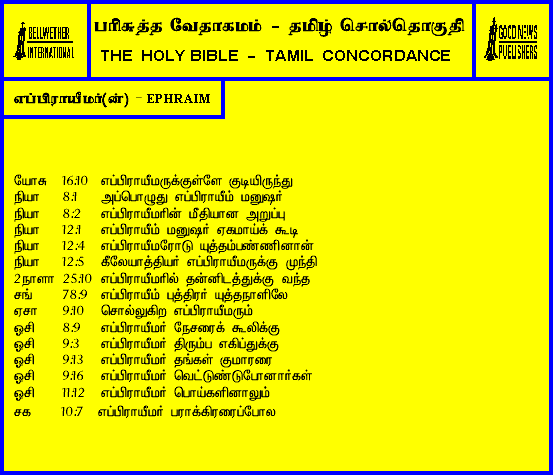 BELLWETHER
INTERNATIONAL
பரிசுத்த வேதாகமம் - தமிழ் சொல்தொகுதி
THE HOLY BIBLE - TAMIL CONCORDANCE
GOOD NEWS
PUBLISHERS
எப்பிராயீமர்(ன்) - EPHRAIM
யோசு 16:10 எப்பிராயீமருக்குள்ளே குடியிருந்து
நியா 8:1 அப்பொழுது எப்பிராயீம் மனுஷர்
நியா 8:2 எப்பிராயீமரின் மீதியான அறுப்பு
நியா 12:1 எப்பிராயீம் மனுஷர் ஏகமாய்க் கூடி
நியா 12:4 எப்பிராயீமரோடு யுத்தம்பண்ணினான்
நியா 12:5 கீலேயாத்தியர் எப்பிராயீமருக்கு முந்தி
2நாளா 25:10 எப்பிராயீமரில் தன்னிடத்துக்கு வந்த
சங் 78:9 எப்பிராயீம் புத்திரர் யுத்தநாளிலே
ஏசா 9:10 சொல்லுகிற எப்பிராயீமரும்
ஓசி 8:9 எப்பிராயீமர் நேசரைக் கூலிக்கு
ஓசி 9:3 எப்பிராயீமர் திரும்ப எகிப்துக்கு
ஓசி 9:13 எப்பிராயீமர் தங்கள் குமாரரை
ஓசி 9:16 எப்பிராயீமர் வெட்டுண்டுபோனார்கள்
ஓசி 11:12 எப்பிராயீமர் பொய்களினாலும்
சக 10:7 எப்பிராயீமர் பராக்கிரரைப்போல